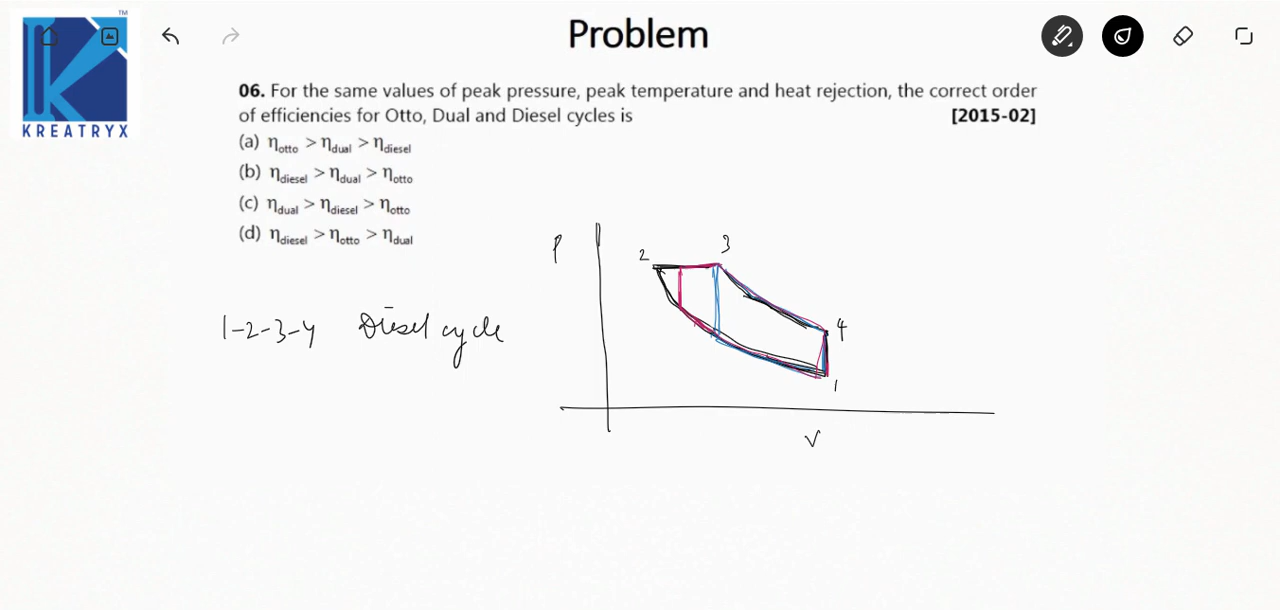 Problem
TM
KREATRYX
06. For the same values of peak pressure, peak temperature and heat rejection, the correct order
of efficiencies for Otto, Dual and Diesel cycles is [2015-02]
(a) ηotto > ηdual > ηdiesel
(b) ηdiesel > ηdual > ηotto
(c) ηdual > ηdiesel > ηotto
(d) ηdiesel > ηotto > ηdual
P
2
3
4
1
V
1-2-3-4 Diesel cycle